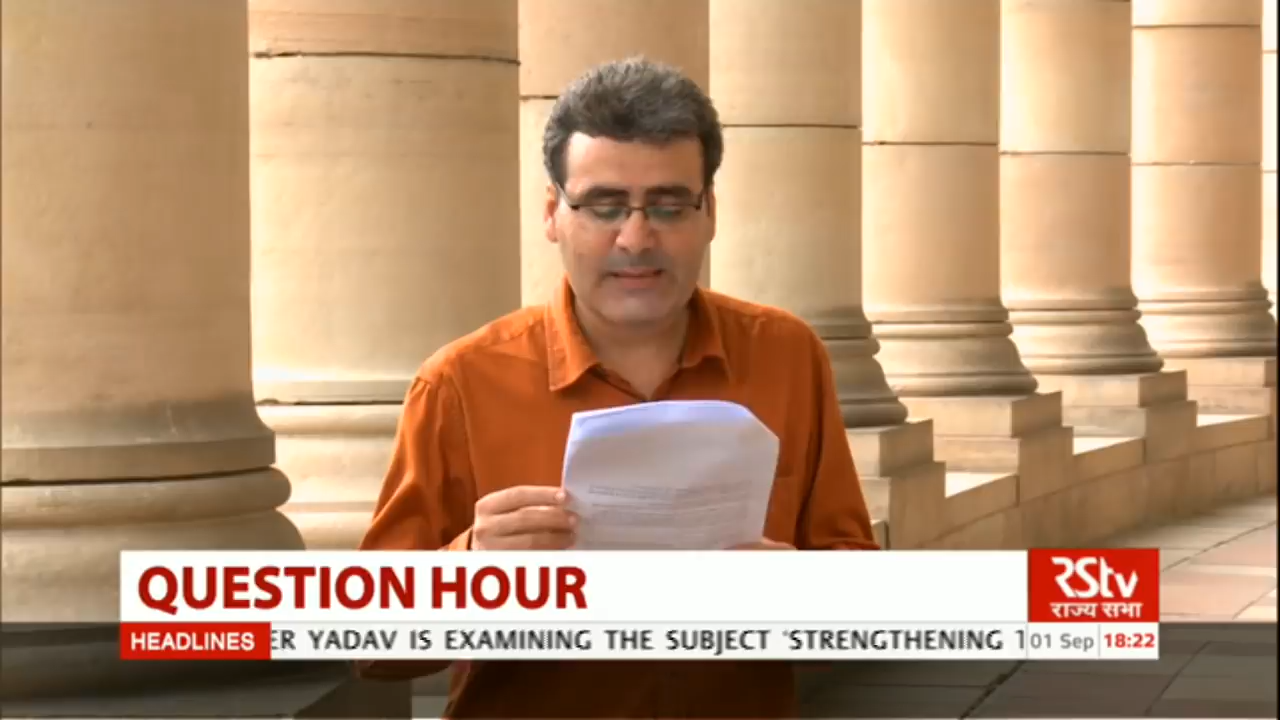 QUESTION HOUR
RStv
राज्य सभा
HEADLINES
ER YADAV IS EXAMINING THE SUBJECT 'STRENGTHENING
01 Sep
18:22